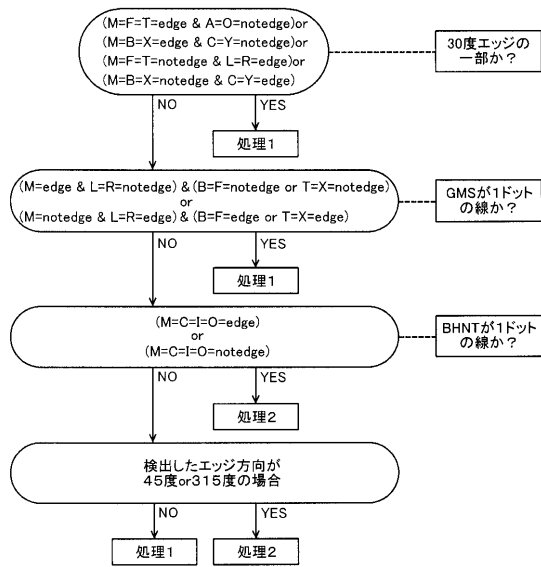 (M=F=T=edge & A=O=notedge)or
(M=B=X=edge & C=Y=notedge)or
(M=F=T=notedge & L=R=edge)or
(M=B=X=notedge & C=Y=edge)
30度エッジの
一部か?
NO
YES
処理1
(M=edge & L=R=notedge) & (B=F=notedge or T=X=notedge)
or
(M=notedge & L=R=edge) & (B=F=edge or T=X=edge)
GMSが1ドット
の線か?
NO
YES
処理1
(M=C=I=O=edge)
or
(M=C=I=O=notedge)
BHNTが1ドット
の線か?
NO
YES
処理2
検出したエッジ方向が
45度or315度の場合
NO
YES
処理1
処理2